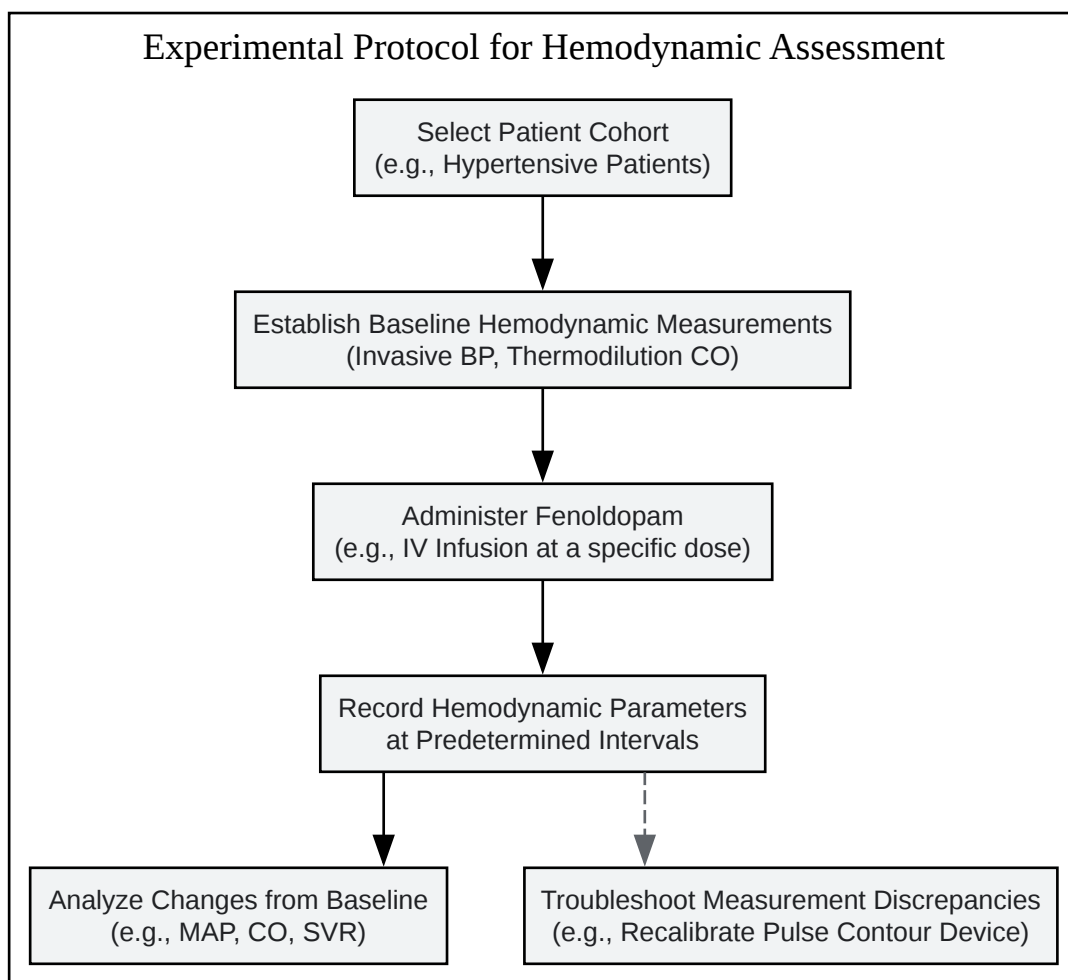 Experimental Protocol for Hemodynamic Assessment
Select Patient Cohort
(e.g., Hypertensive Patients)
Establish Baseline Hemodynamic Measurements
(Invasive BP, Thermodilution CO)
Administer Fenoldopam
(e.g., IV Infusion at a specific dose)
Record Hemodynamic Parameters
at Predetermined Intervals
Analyze Changes from Baseline
(e.g., MAP, CO, SVR)
Troubleshoot Measurement Discrepancies
(e.g., Recalibrate Pulse Contour Device)